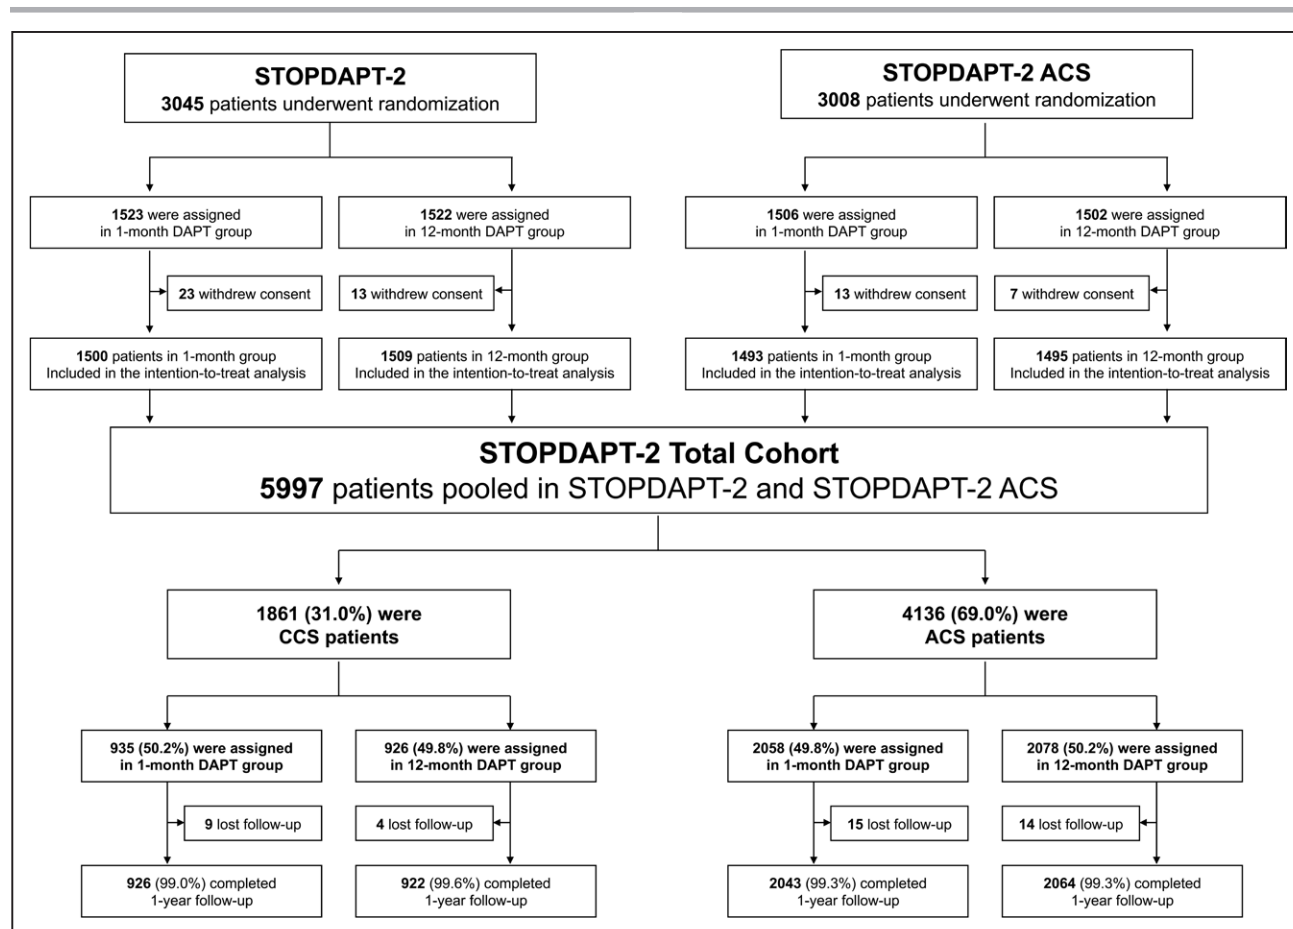 STOPDAPT-2
3045 patients underwent randomization
STOPDAPT-2 ACS
3008 patients underwent randomization
1523 were assigned
in 1-month DAPT group
1522 were assigned
in 12-month DAPT group
1506 were assigned
in 1-month DAPT group
1502 were assigned
in 12-month DAPT group
23 withdrew consent
13 withdrew consent
13 withdrew consent
7 withdrew consent
1500 patients in 1-month group
Included in the intention-to-treat analysis
1509 patients in 12-month group
Included in the intention-to-treat analysis
1493 patients in 1-month group
Included in the intention-to-treat analysis
1495 patients in 12-month group
Included in the intention-to-treat analysis
STOPDAPT-2 Total Cohort
5997 patients pooled in STOPDAPT-2 and STOPDAPT-2 ACS
1861 (31.0%) were
CCS patients
4136 (69.0%) were
ACS patients
935 (50.2%) were assigned
in 1-month DAPT group
926 (49.8%) were assigned
in 12-month DAPT group
2058 (49.8%) were assigned
in 1-month DAPT group
2078 (50.2%) were assigned
in 12-month DAPT group
9 lost follow-up
4 lost follow-up
15 lost follow-up
14 lost follow-up
926 (99.0%) completed
1-year follow-up
922 (99.6%) completed
1-year follow-up
2043 (99.3%) completed
1-year follow-up
2064 (99.3%) completed
1-year follow-up